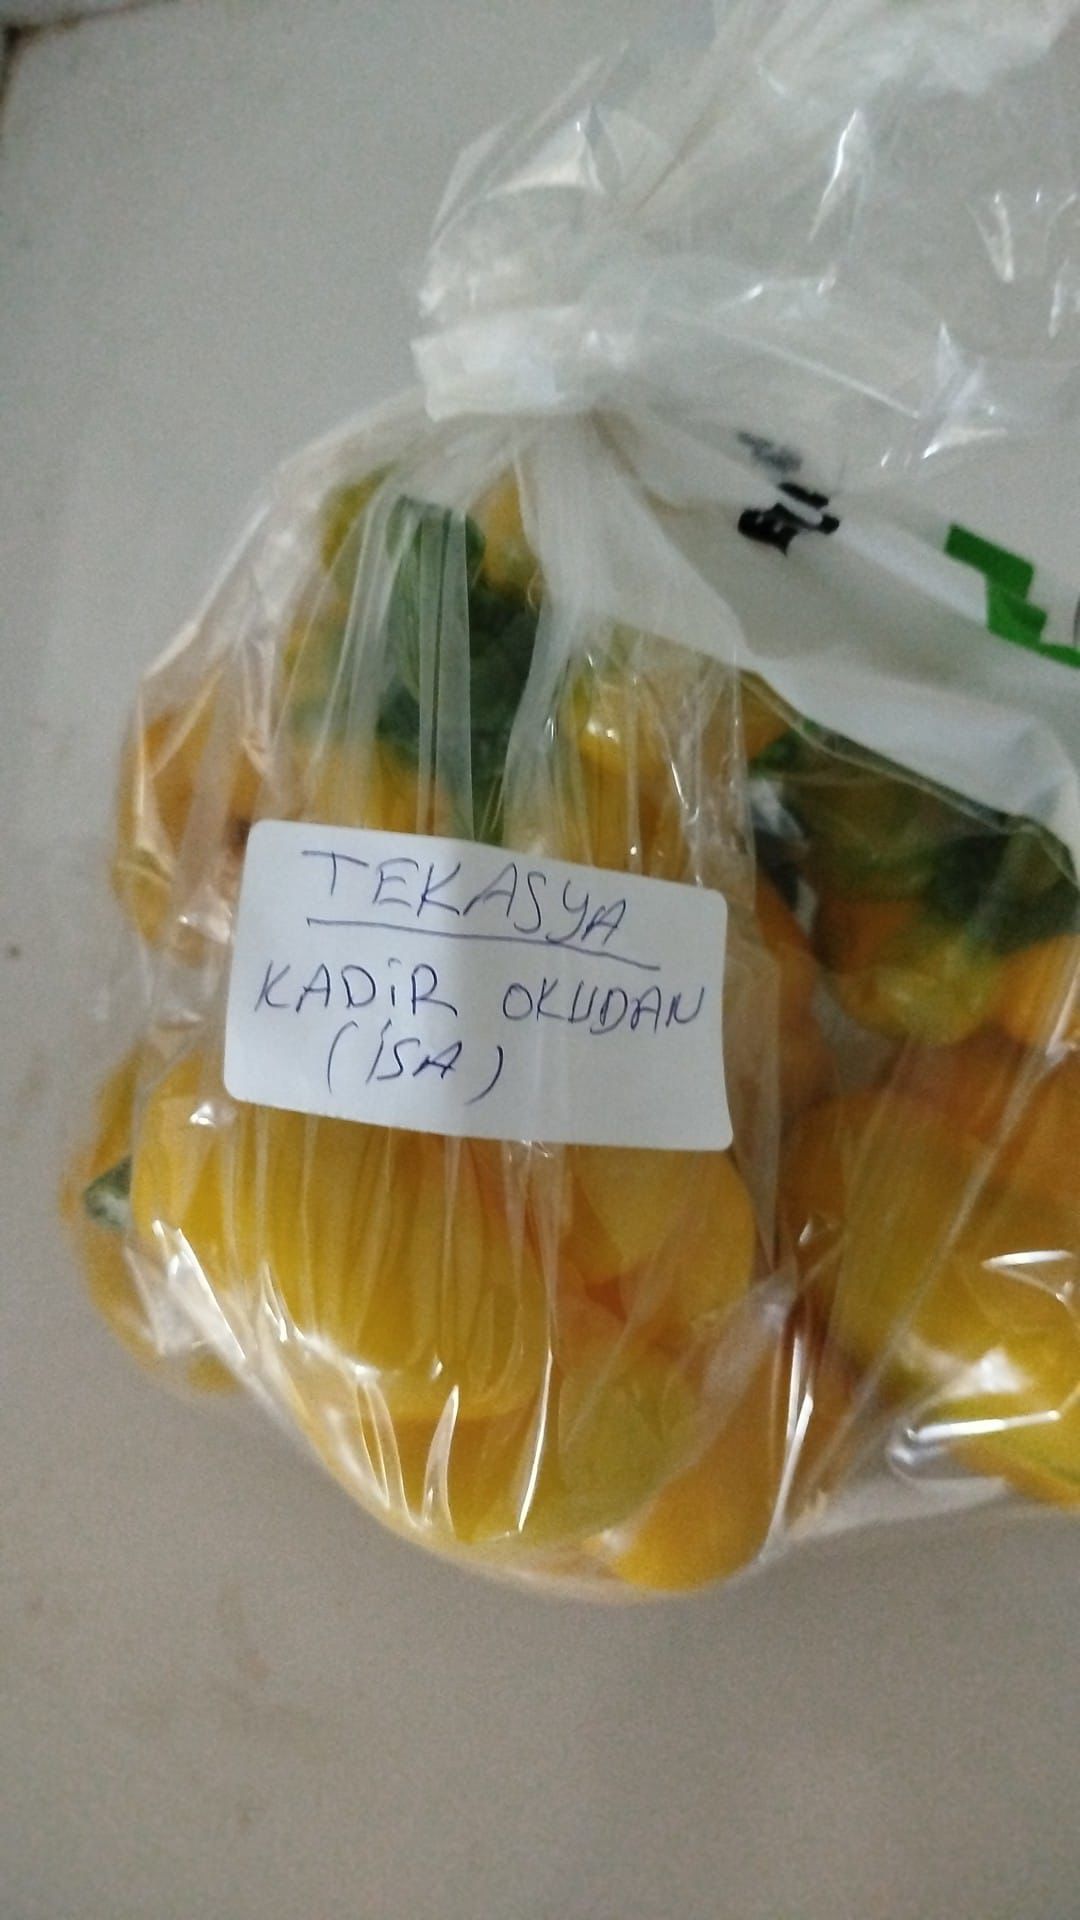 TEKASYA
KADİR OKUDAN
(İSA)